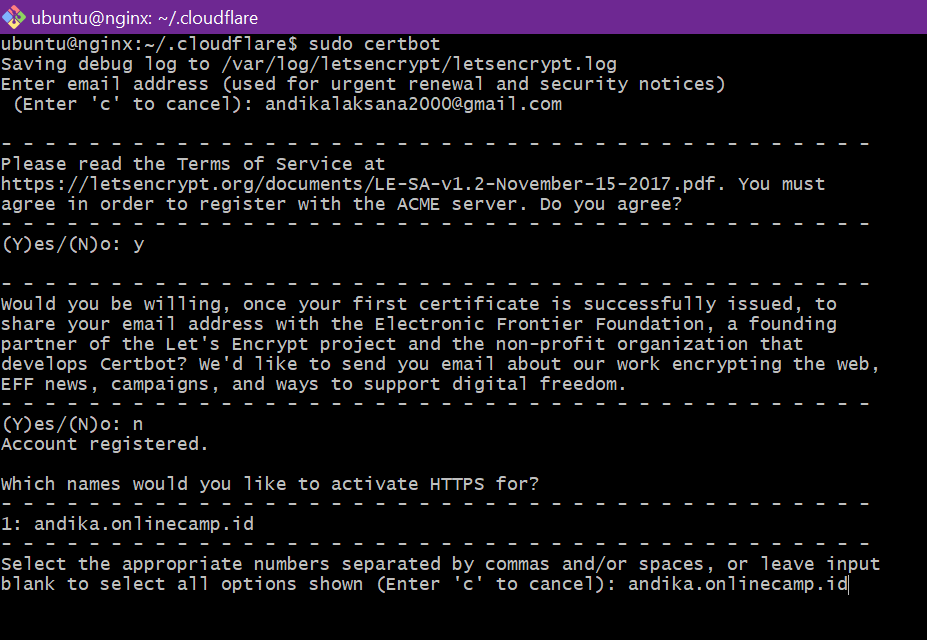 ubuntu@nginx: ~/.cloudflare
ubuntu@nginx:~/.cloudflare$ sudo certbot
Saving debug log to /var/log/letsencrypt/letsencrypt.log
Enter email address (used for urgent renewal and security notices)
 (Enter 'c' to cancel): andikalaksana2000@gmail.com

- - - - - - - - - - - - - - - - - - - - - - - - - - - - - - - - - - - - - - - -
Please read the Terms of Service at
https://letsencrypt.org/documents/LE-SA-v1.2-November-15-2017.pdf. You must
agree in order to register with the ACME server. Do you agree?
- - - - - - - - - - - - - - - - - - - - - - - - - - - - - - - - - - - - - - - -
(Y)es/(N)o: y

- - - - - - - - - - - - - - - - - - - - - - - - - - - - - - - - - - - - - - - -
Would you be willing, once your first certificate is successfully issued, to
share your email address with the Electronic Frontier Foundation, a founding
partner of the Let's Encrypt project and the non-profit organization that
develops Certbot? We'd like to send you email about our work encrypting the web,
EFF news, campaigns, and ways to support digital freedom.
- - - - - - - - - - - - - - - - - - - - - - - - - - - - - - - - - - - - - - - -
(Y)es/(N)o: n
Account registered.

Which names would you like to activate HTTPS for?
- - - - - - - - - - - - - - - - - - - - - - - - - - - - - - - - - - - - - - - -
1: andika.onlinecamp.id
- - - - - - - - - - - - - - - - - - - - - - - - - - - - - - - - - - - - - - - -
Select the appropriate numbers separated by commas and/or spaces, or leave input
blank to select all options shown (Enter 'c' to cancel): andika.onlinecamp.id